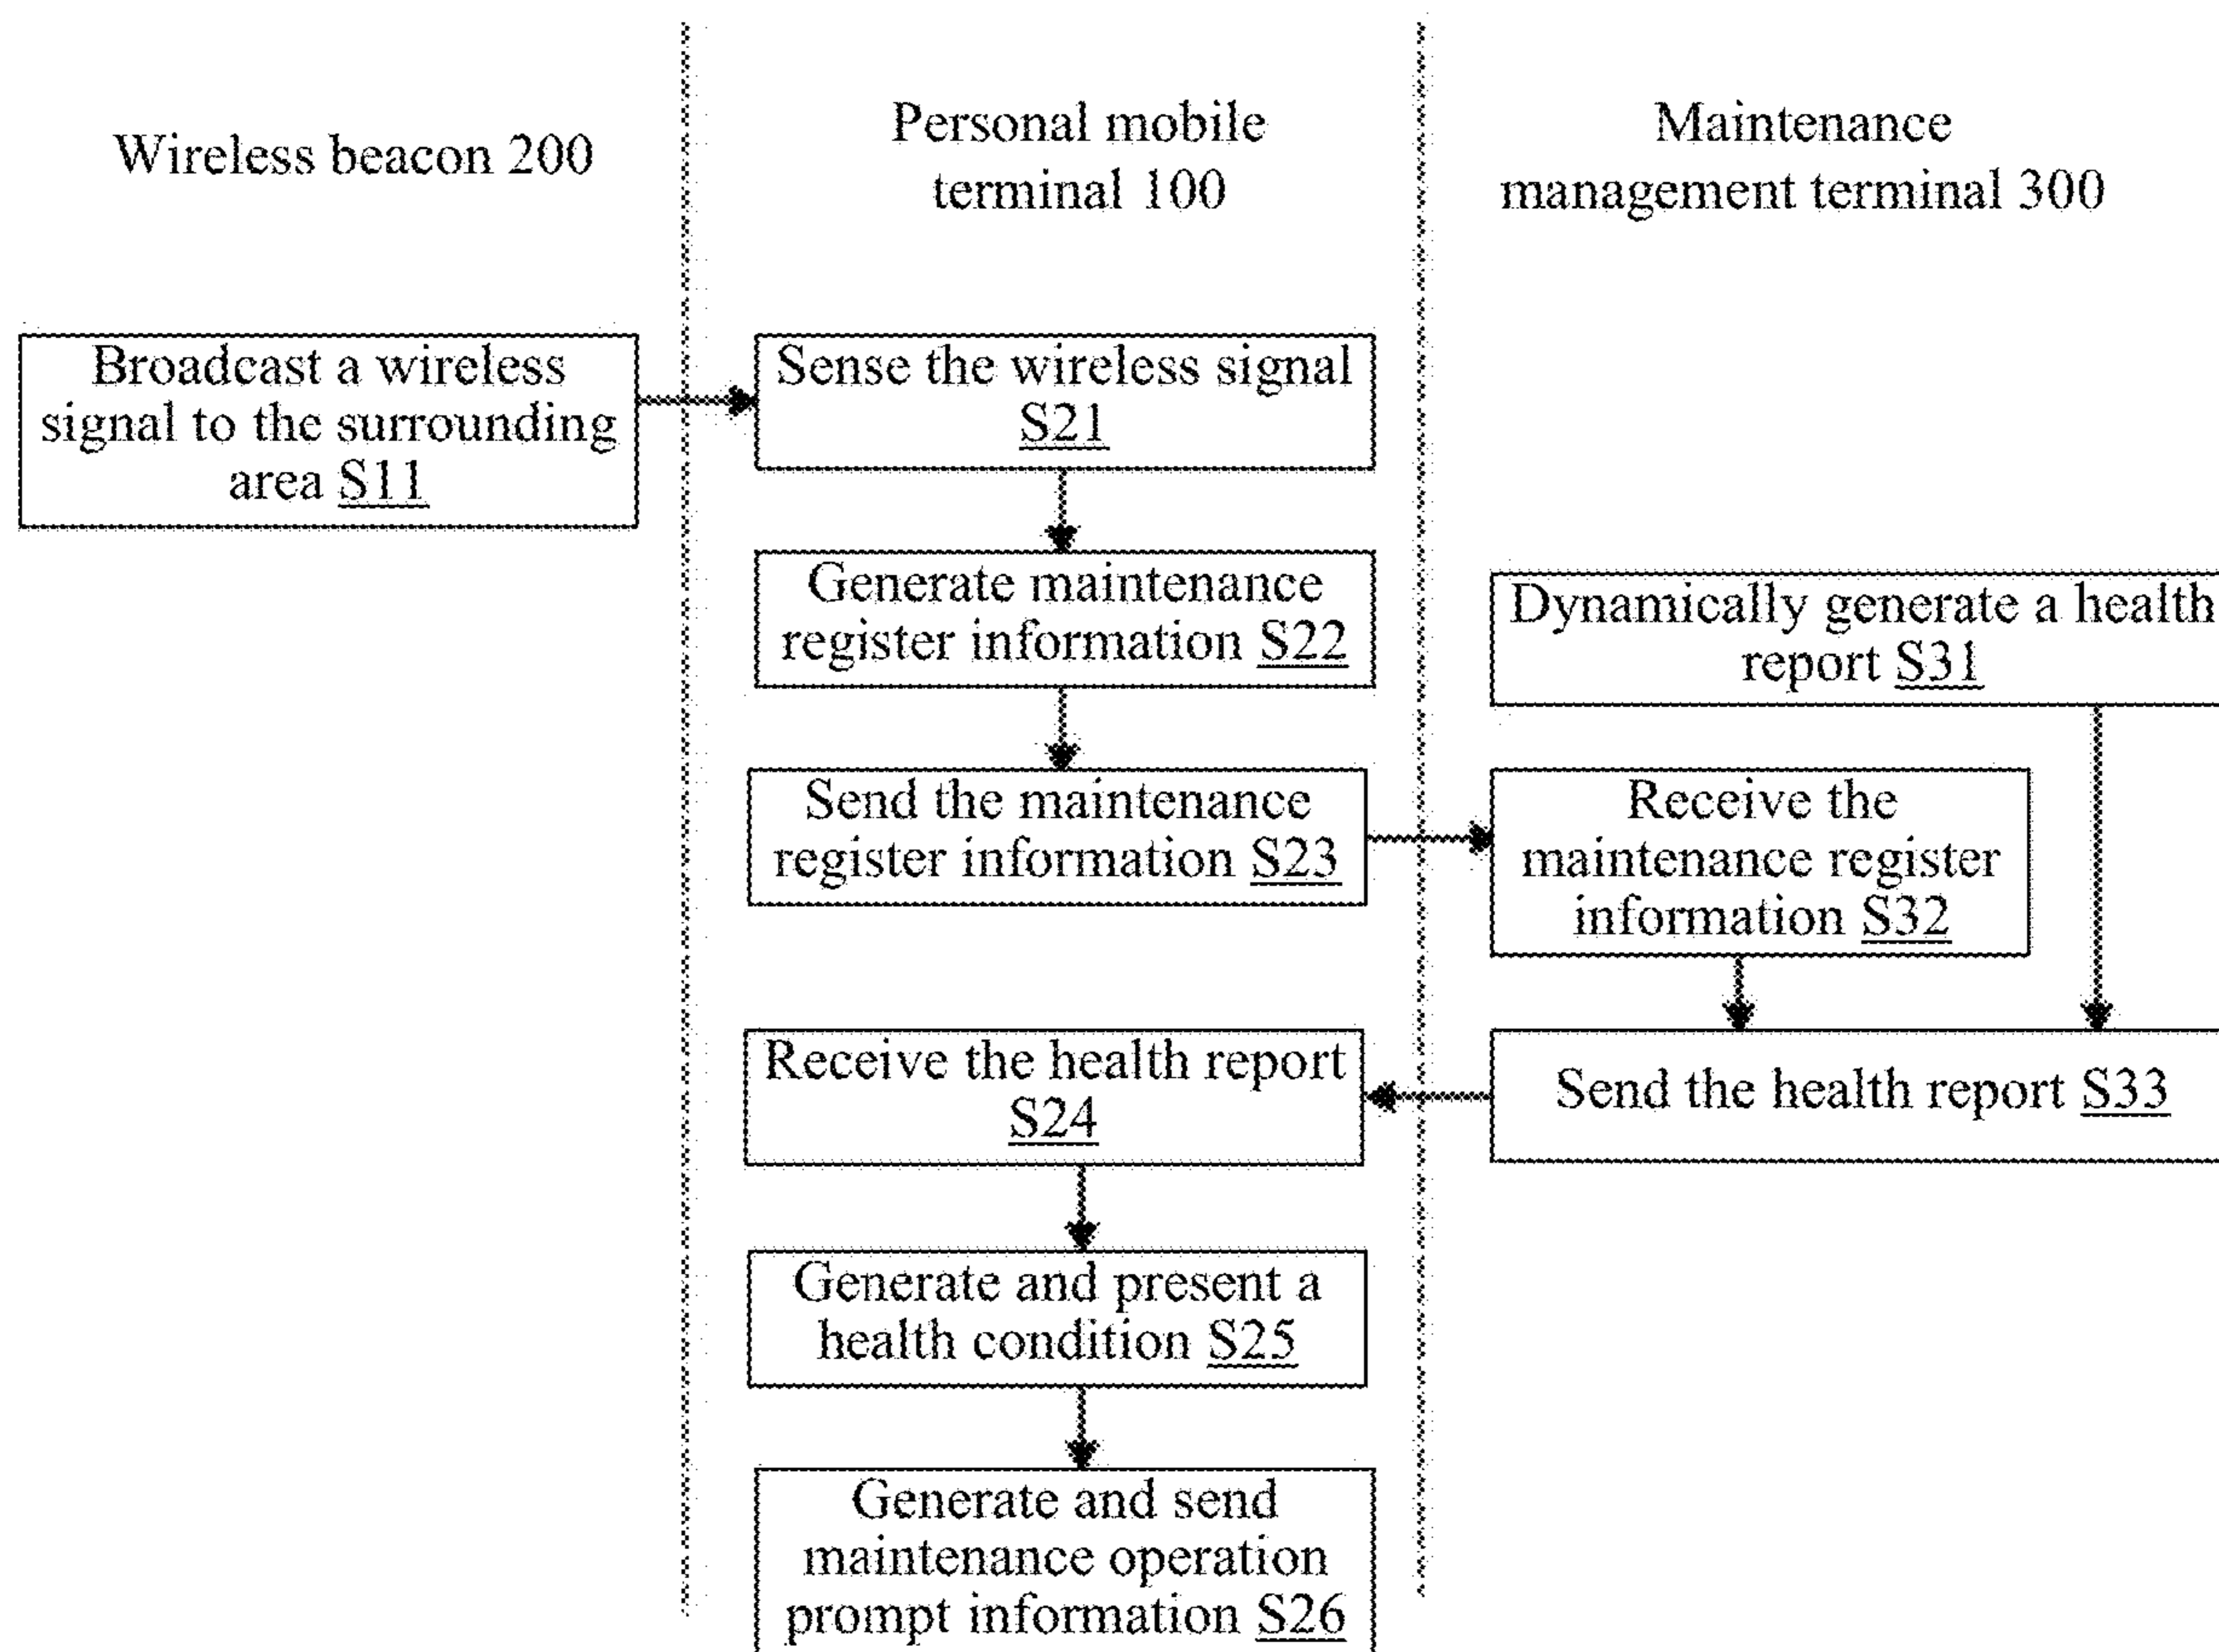 Wireless beacon 200
Personal mobile
terminal 100
Maintenance
management terminal 300
Broadcast a wireless
signal to the surrounding
area S11
Sense the wireless signal
S21
Generate maintenance
register information S22
Dynamically generate a health
report S31
Send the maintenance
register information S23
Receive the
maintenance register
information S32
Receive the health report
S24
Send the health report S33
Generate and present a
health condition S25
Generate and send
maintenance operation
prompt information S26